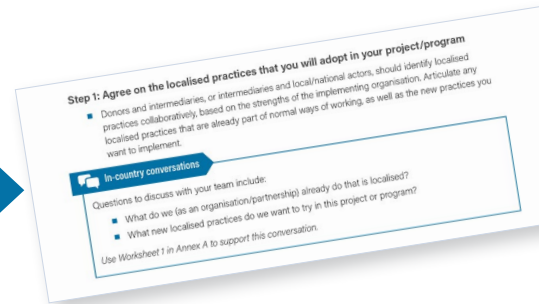 Step 1: Agree on the localised practices that you will adopt in your project/program
■ Donors and intermediaries, or intermediaries and local/national actors, should identify localised
practices collaboratively, based on the strengths of the implementing organisation. Articulate any
localised practices that are already part of normal ways of working, as well as the new practices you
want to implement.
In-country conversations
Questions to discuss with your team include:
■ What do we (as an organisation/partnership) already do that is localised?
■ What new localised practices do we want to try in this project or program?
Use Worksheet 1 in Annex A to support this conversation.